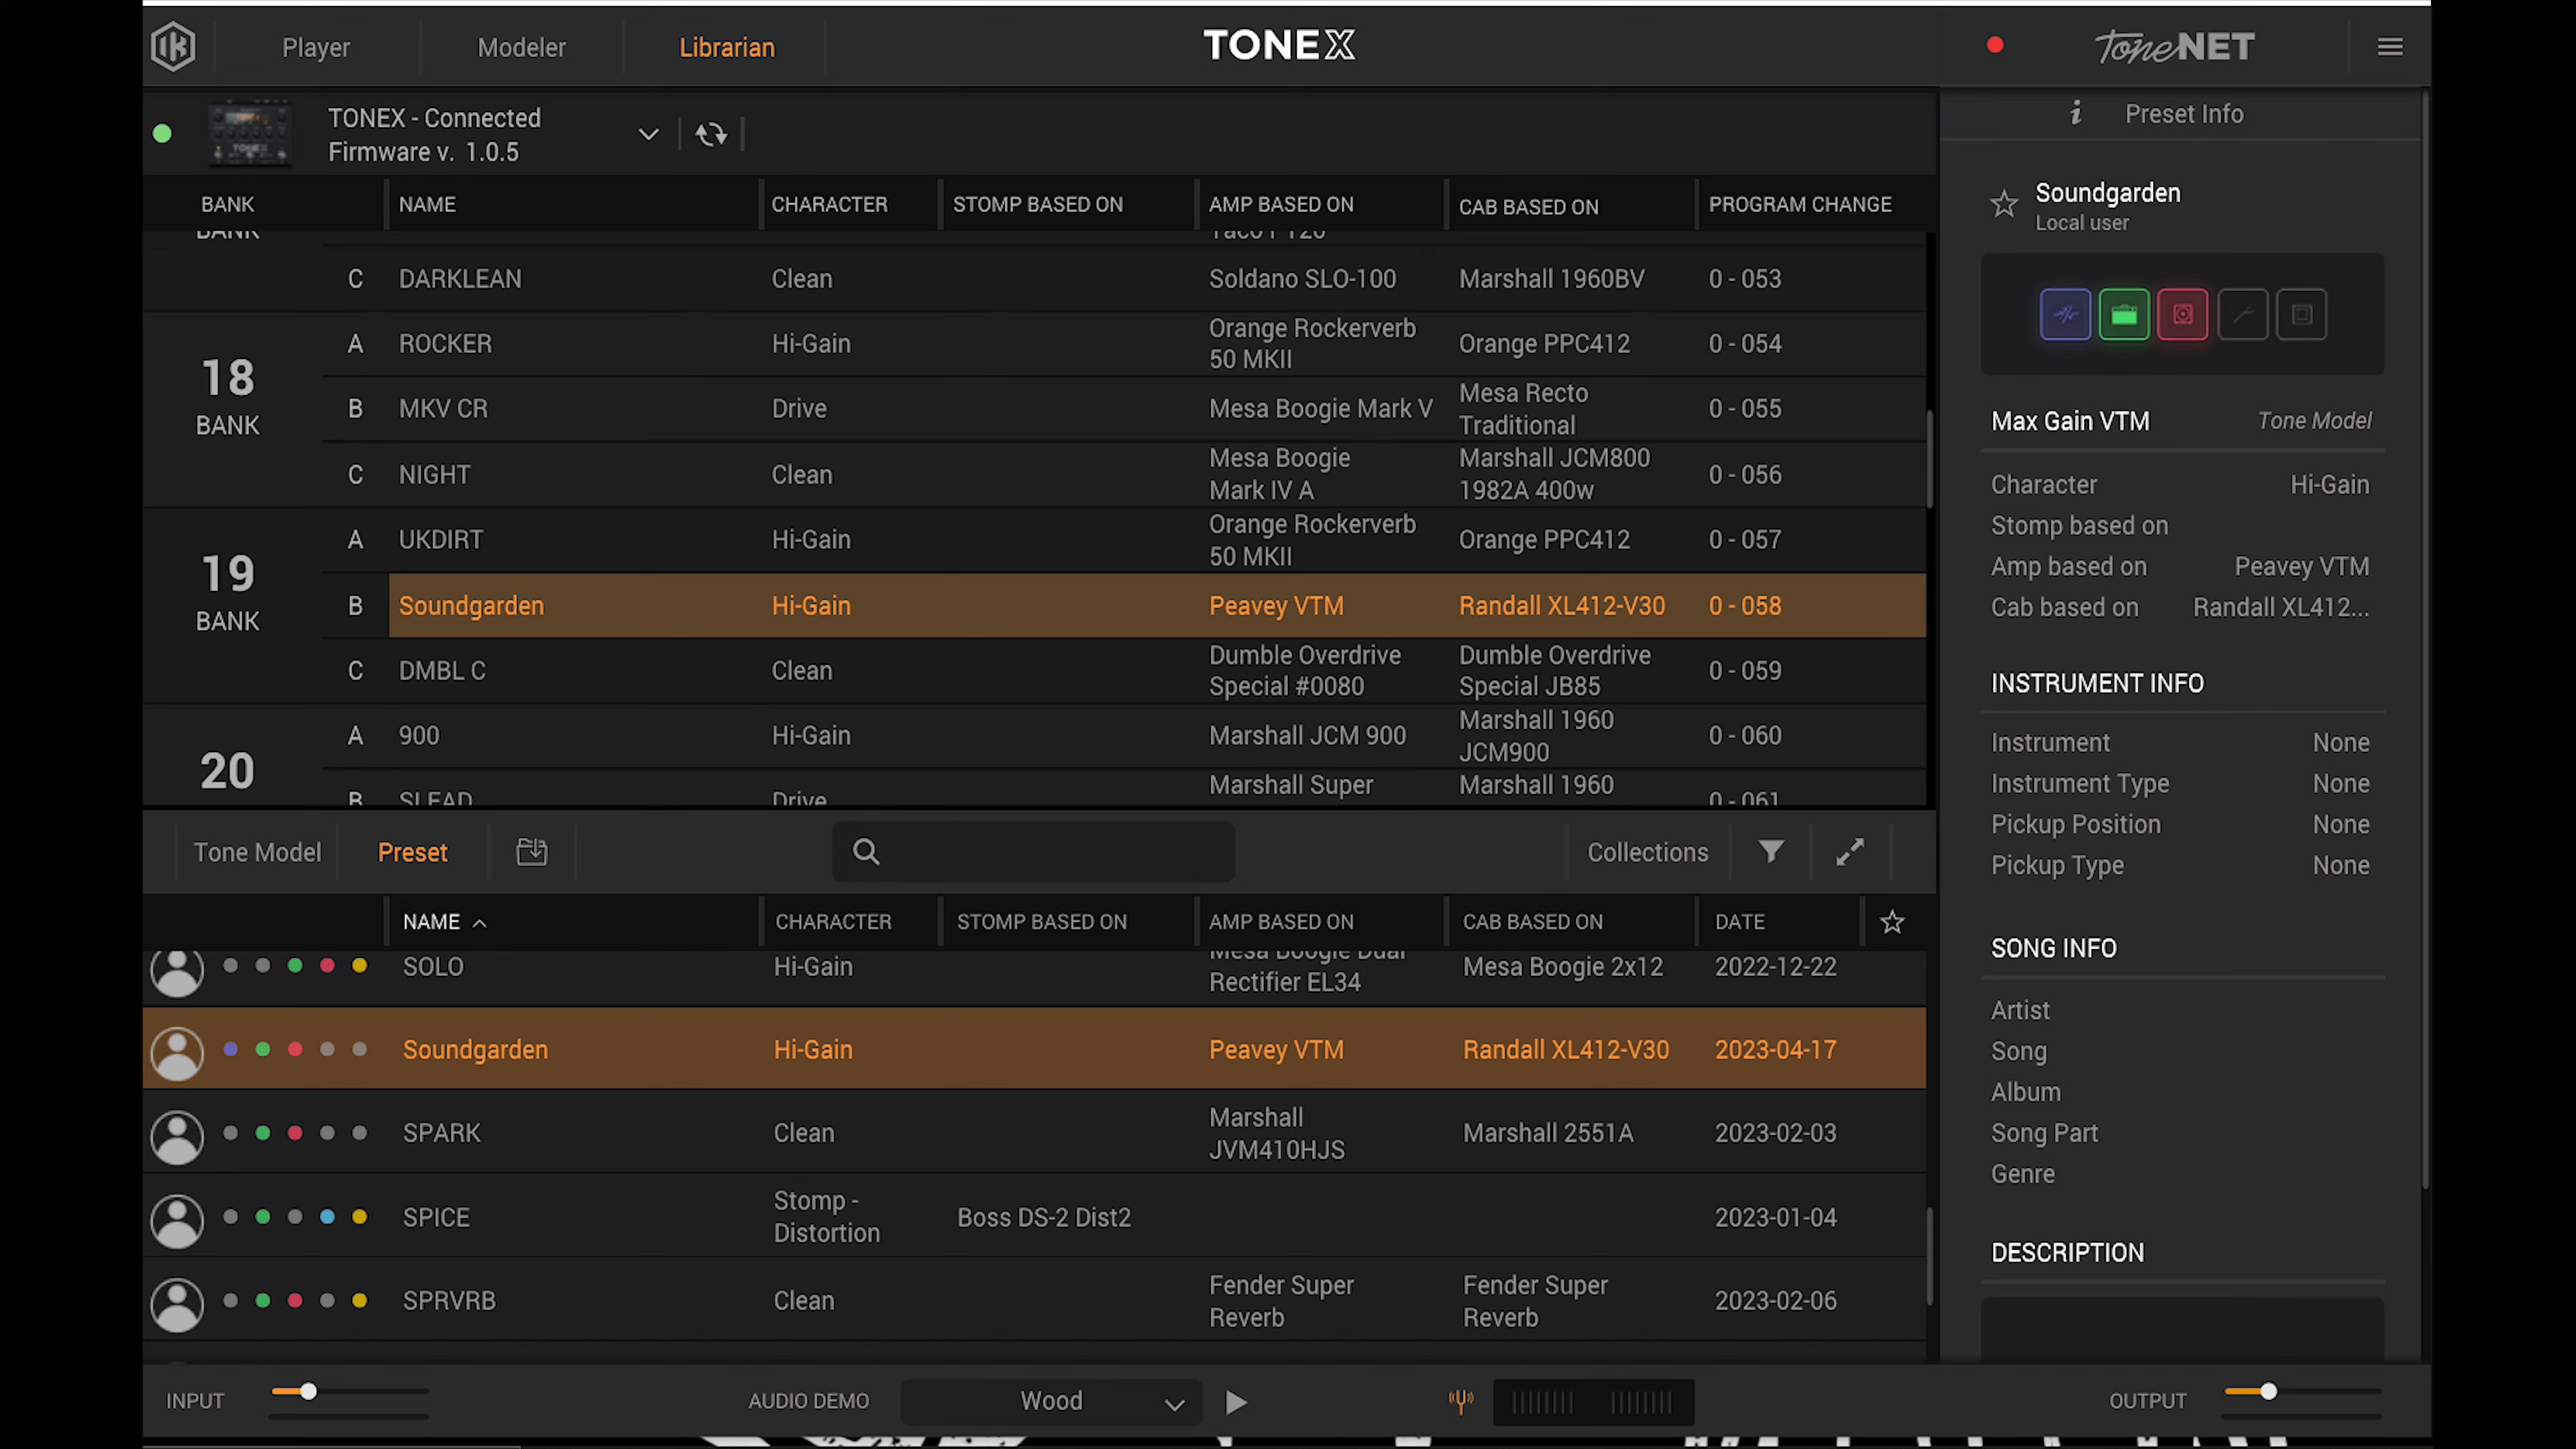 Player Modeler Librarian TONEX ToneNET
TONEX - Connected
Firmware v. 1.0.5
BANK NAME CHARACTER STOMP BASED ON AMP BASED ON CAB BASED ON PROGRAM CHANGE
BANK
C DARKLEAN Clean Soldano SLO-100 Marshall 1960BV 0 - 053
18
BANK
A ROCKER Hi-Gain Orange Rockerverb
50 MKII
Orange PPC412 0 - 054
B MKV CR Drive Mesa Boogie Mark V Mesa Recto
Traditional
0 - 055
C NIGHT Clean Mesa Boogie
Mark IV A
Marshall JCM800
1982A 400w
0 - 056
19
BANK
A UKDIRT Hi-Gain Orange Rockerverb
50 MKII
Orange PPC412 0 - 057
B Soundgarden Hi-Gain Peavey VTM Randall XL412-V30 0 - 058
C DMBL C Clean Dumble Overdrive
Special #0080
Dumble Overdrive
Special JB85
0 - 059
20
A 900 Hi-Gain Marshall JCM 900 Marshall 1960
JCM900
0 - 060
B SLEAD Drive Marshall Super Marshall 1960 0 - 061
Tone Model Preset Collections
NAME CHARACTER STOMP BASED ON AMP BASED ON CAB BASED ON DATE
SOLO Hi-Gain Mesa Boogie Dual
Rectifier EL34
Mesa Boogie 2x12 2022-12-22
Soundgarden Hi-Gain Peavey VTM Randall XL412-V30 2023-04-17
SPARK Clean Marshall
JVM410HJS
Marshall 2551A 2023-02-03
SPICE Stomp -
Distortion
Boss DS-2 Dist2 2023-01-04
SPRVRB Clean Fender Super
Reverb
Fender Super
Reverb
2023-02-06
INPUT AUDIO DEMO Wood OUTPUT
i Preset Info
Soundgarden
Local user
Max Gain VTM Tone Model
Character Hi-Gain
Stomp based on
Amp based on Peavey VTM
Cab based on Randall XL412...
INSTRUMENT INFO
Instrument None
Instrument Type None
Pickup Position None
Pickup Type None
SONG INFO
Artist
Song
Album
Song Part
Genre
DESCRIPTION